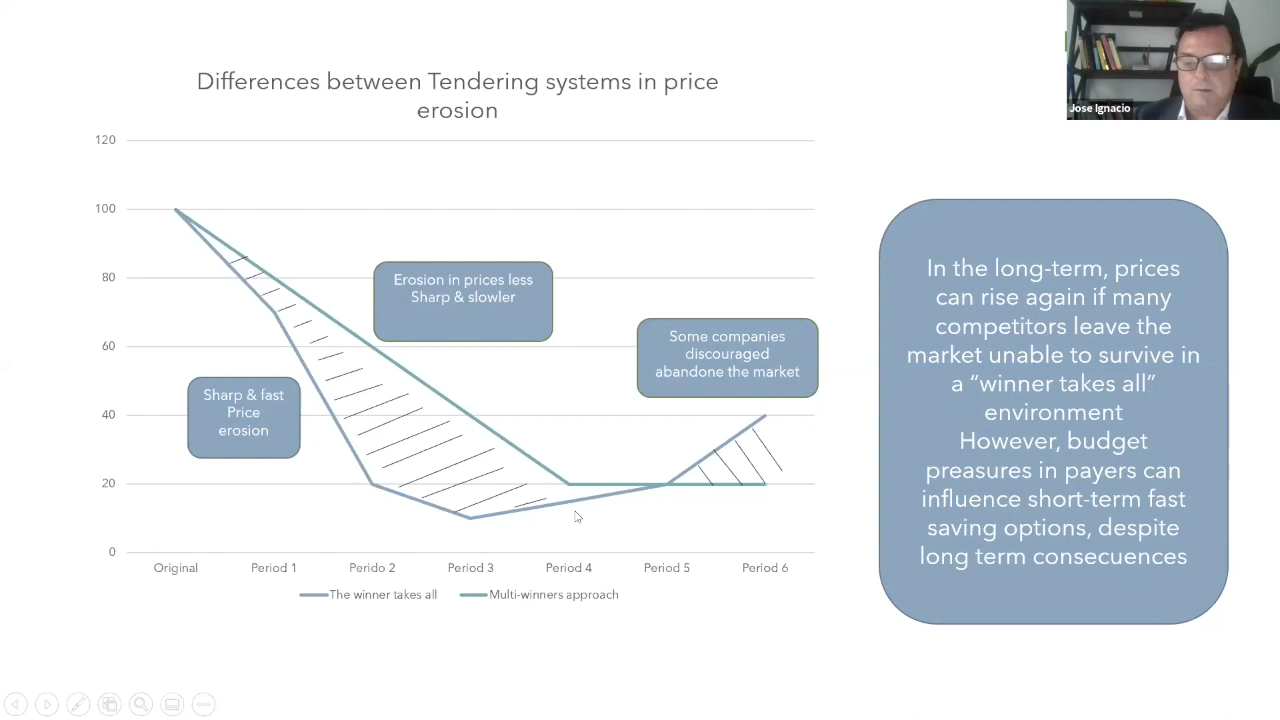 Jose Ignacio
Differences between Tendering systems in price
erosion
120
100
80
60
40
20
0
Erosion in prices less
Sharp & slowler
Some companies
discouraged
abandone the market
Sharp & fast
Price
erosion
Original Period 1 Perido 2 Period 3 Period 4 Period 5 Period 6
The winner takes all Multi-winners approach
In the long-term, prices
can rise again if many
competitors leave the
market unable to survive in
a “winner takes all”
environment
However, budget
preasures in payers can
influence short-term fast
saving options, despite
long term consecuences